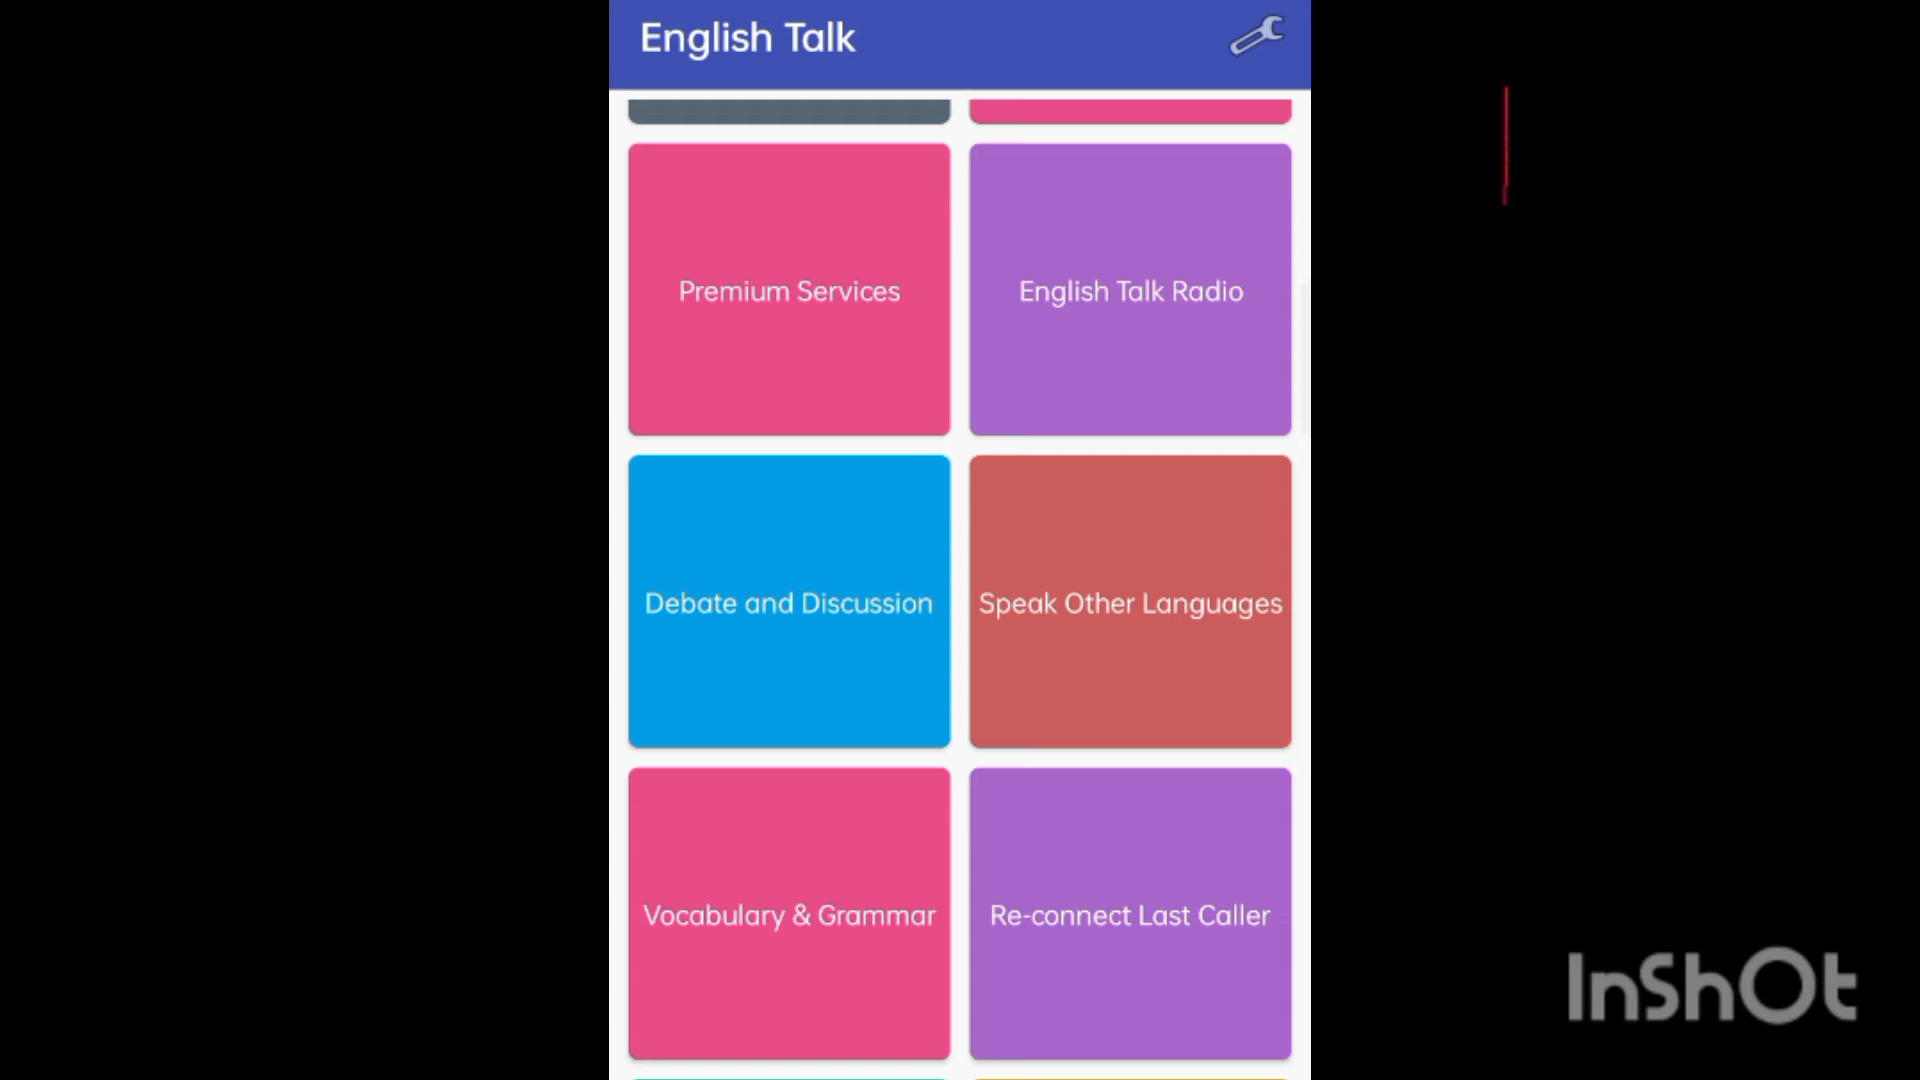 English Talk
Premium Services
English Talk Radio
Debate and Discussion
Speak Other Languages
Vocabulary & Grammar
Re-connect Last Caller
InShOt